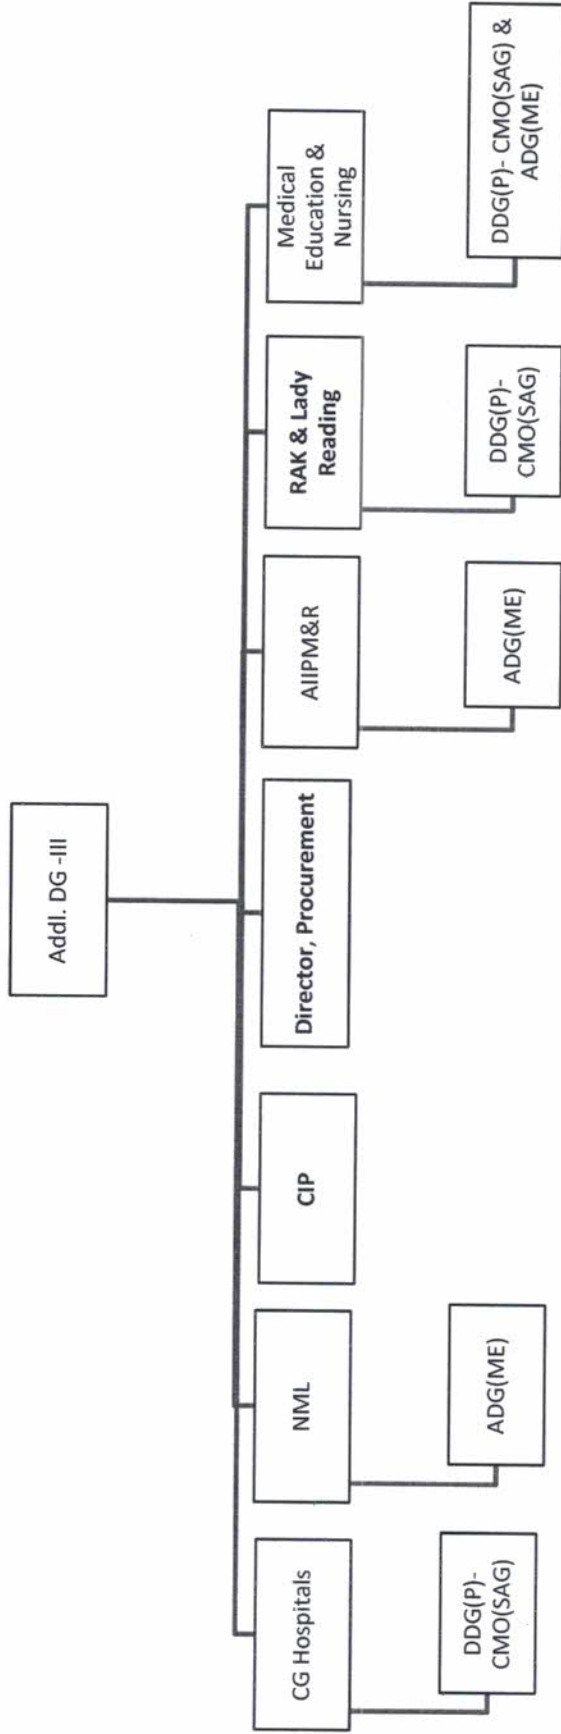 Addl. DG -III
CG Hospitals
NML
CIP
Director, Procurement
AIIPM&R
RAK & Lady
Reading
Medical
Education &
Nursing
DDG(P)-
CMO(SAG)
ADG(ME)
ADG(ME)
DDG(P)-
CMO(SAG)
DDG(P)- CMO(SAG) &
ADG(ME)